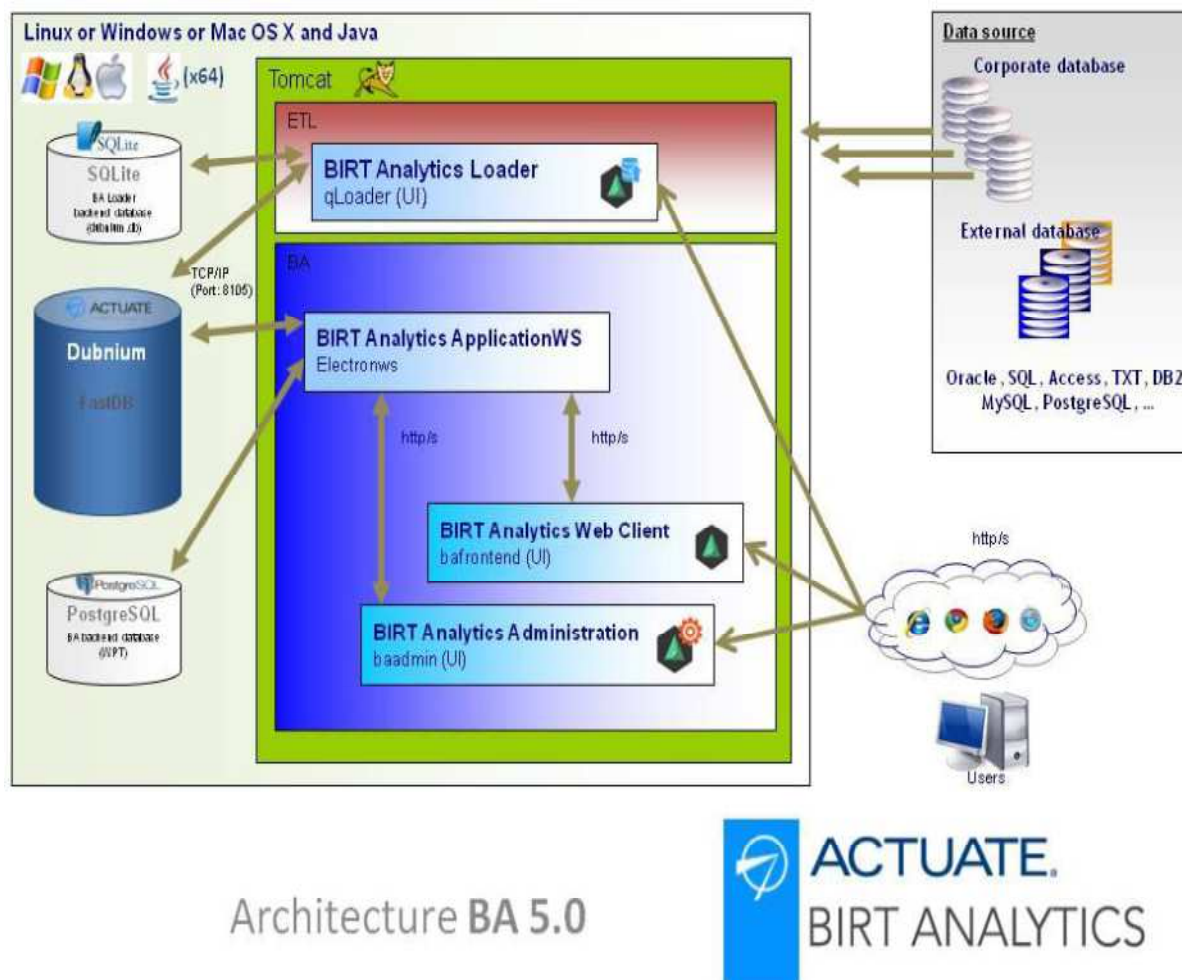 Linux or Windows or Mac OS X and Java
(x64)
Tomcat
ETL
BIRT Analytics Loader
qLoader (UI)
SQLite
SQLite
BA Loader
backend database
(dubnium .db)
TCP/IP
(Port: 8105)
ACTUATE
Dubnium
FastDB
BA
BIRT Analytics ApplicationWS
Electronws
http/s
http/s
BIRT Analytics Web Client
bafrontend (UI)
BIRT Analytics Administration
baadmin (UI)
PostgreSQL
PostgreSQL
BA backend database
(WPT)
Data source
Corporate database
External database
Oracle , SQL , Access , TXT , DB2
MySQL , PostgreSQL , ...
http/s
Users
Architecture BA 5.0
ACTUATE.
BIRT ANALYTICS